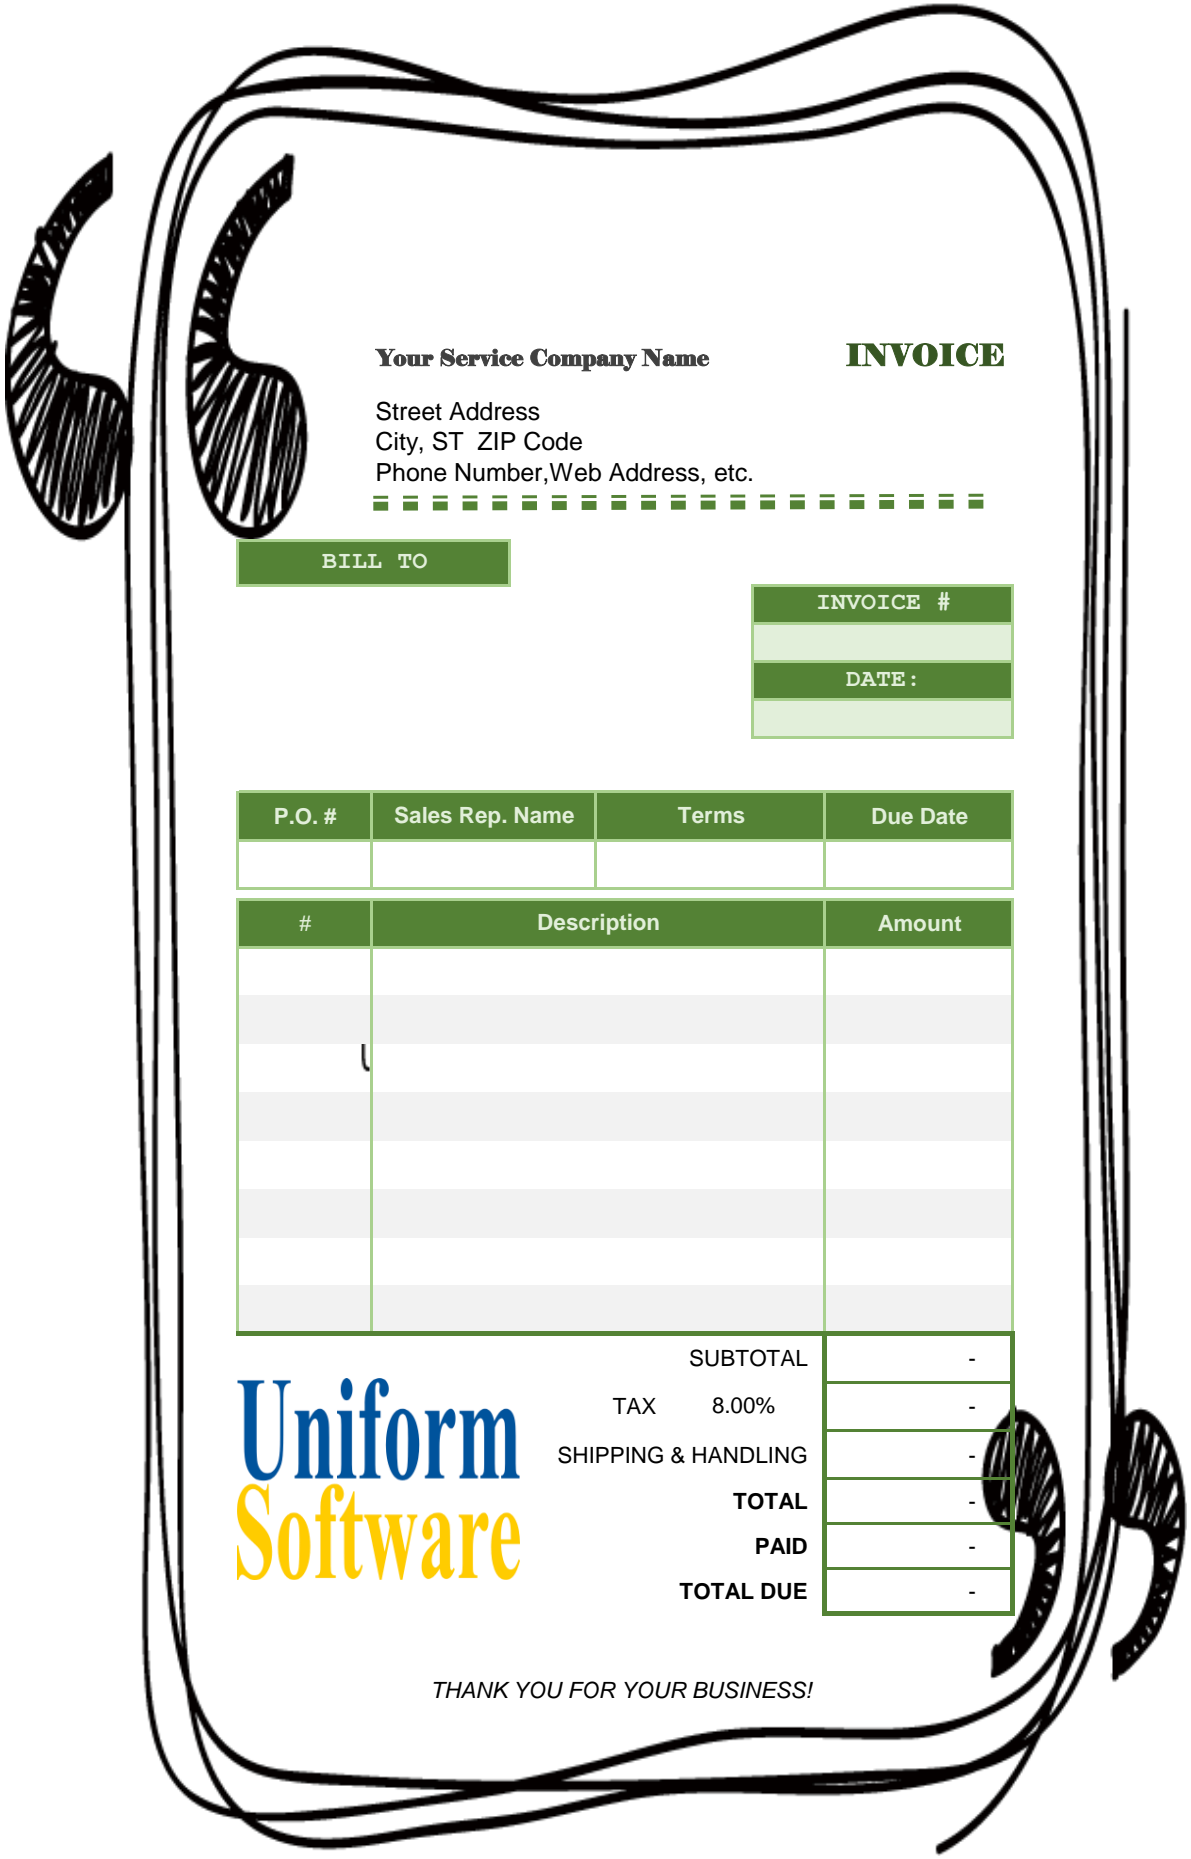 Your Service Company Name INVOICE
Street Address
City, ST  ZIP Code
Phone Number,Web Address, etc.
BILL TO
INVOICE #
DATE:
P.O. # Sales Rep. Name Terms Due Date
# Description Amount
SUBTOTAL -
TAX 8.00% -
SHIPPING & HANDLING -
TOTAL -
PAID -
TOTAL DUE -
Uniform
Software
THANK YOU FOR YOUR BUSINESS!